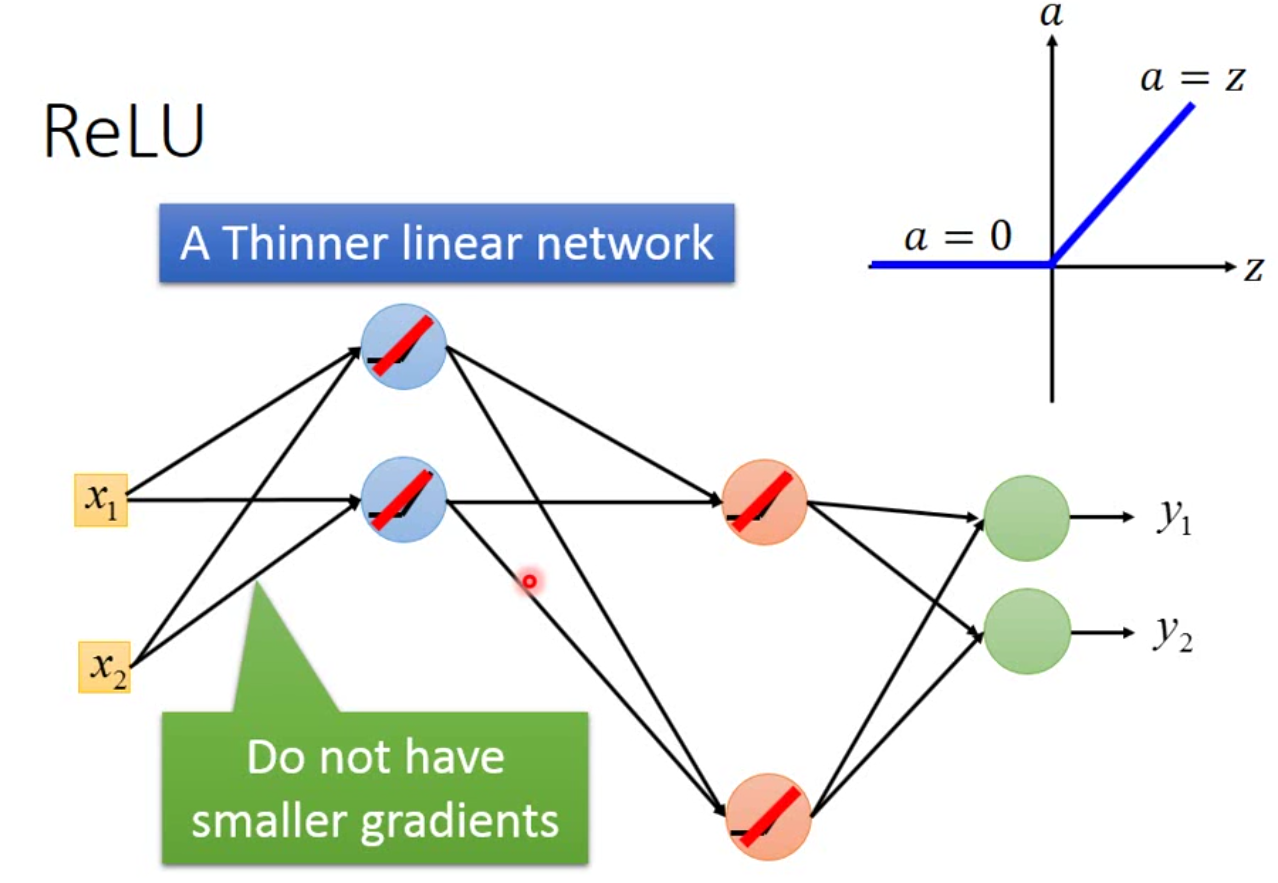 ReLU
A Thinner linear network
a
a = z
a = 0
z
x₁
x₂
y₁
y₂
Do not have
smaller gradients